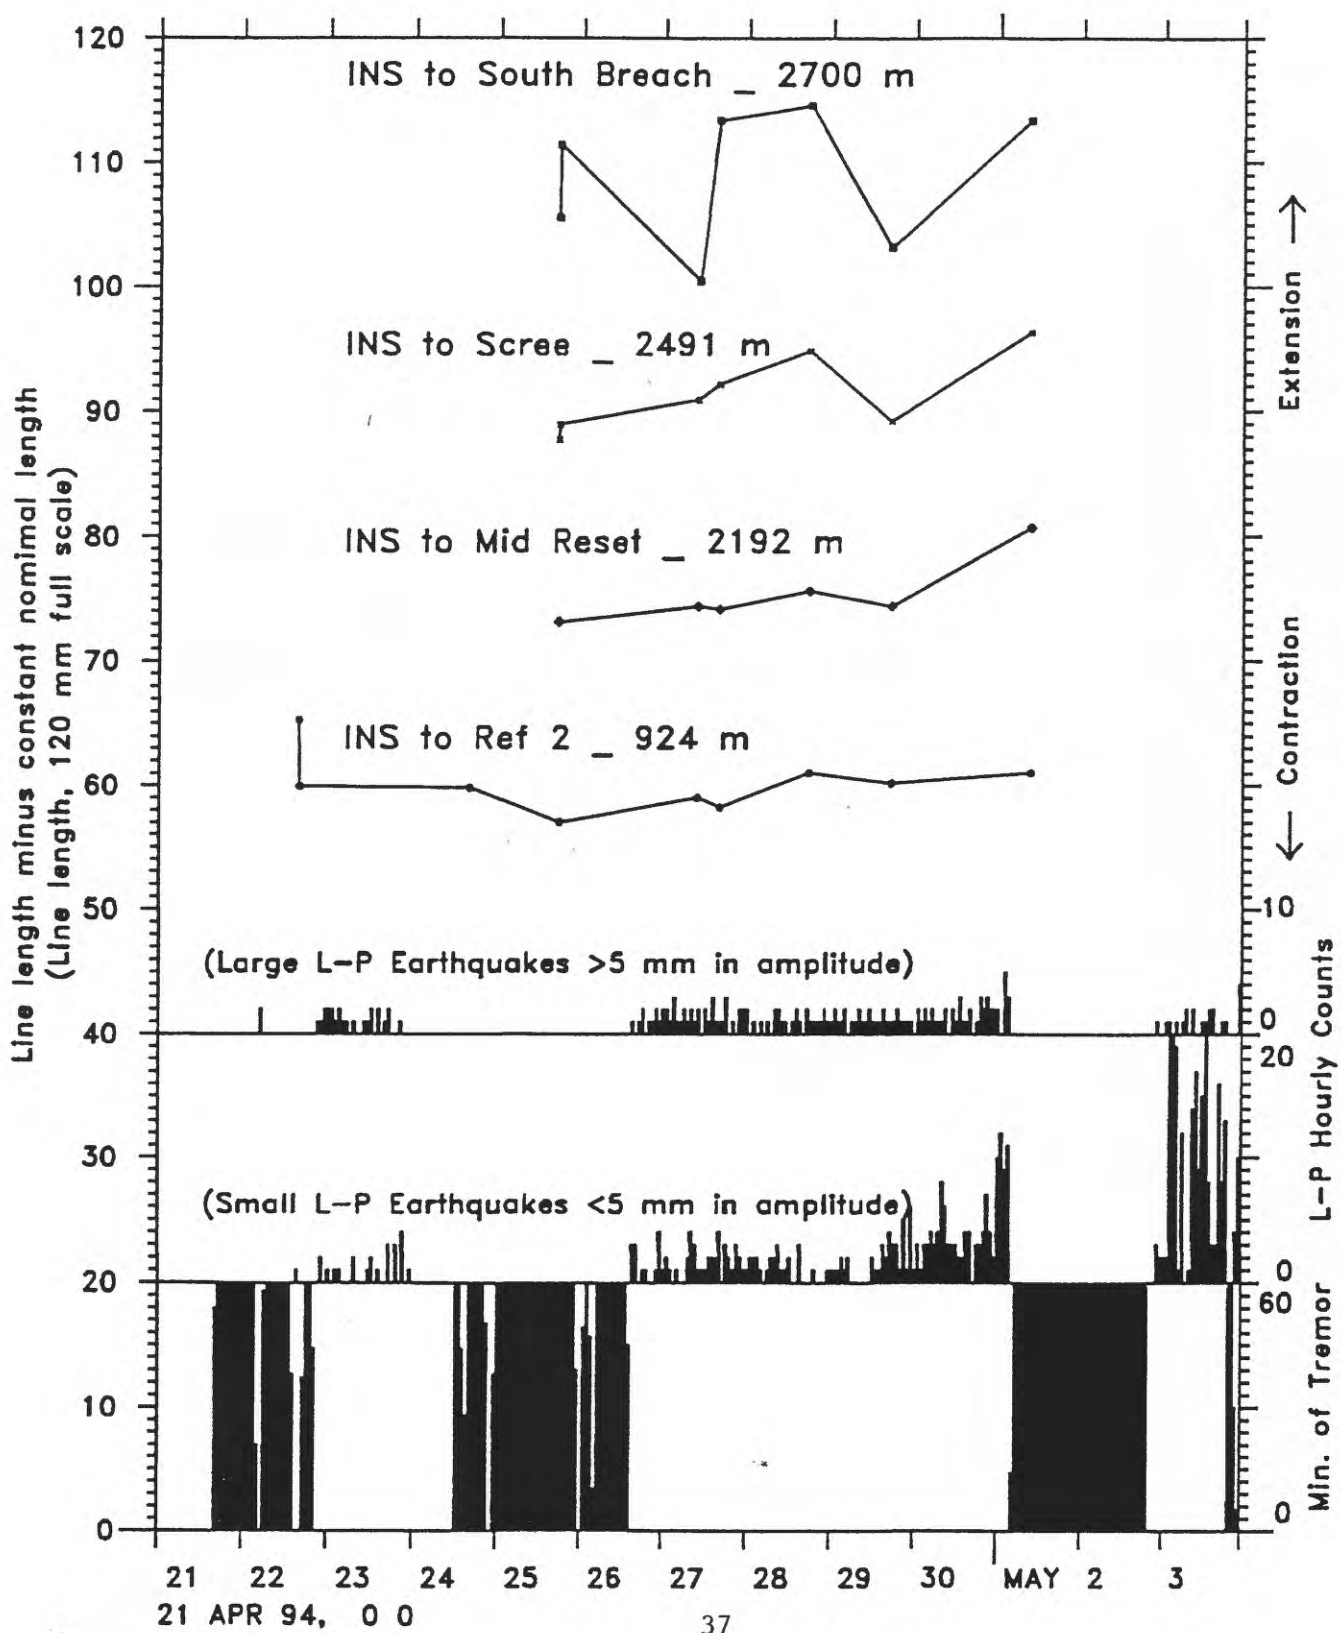 120
110
100
90
80
70
60
50
40
30
20
10
0
Line length minus constant nomimal length
(Line length, 120 mm full scale)
INS to South Breach _ 2700 m
INS to Scree _ 2491 m
INS to Mid Reset _ 2192 m
INS to Ref 2 _ 924 m
(Large L-P Earthquakes >5 mm in amplitude)
(Small L-P Earthquakes <5 mm in amplitude)
Extension →
← Contraction
10
0
20
0
60
0
L-P Hourly Counts
Min. of Tremor
21 22 23 24 25 26 27 28 29 30 MAY 2 3
21 APR 94, 0 0
37